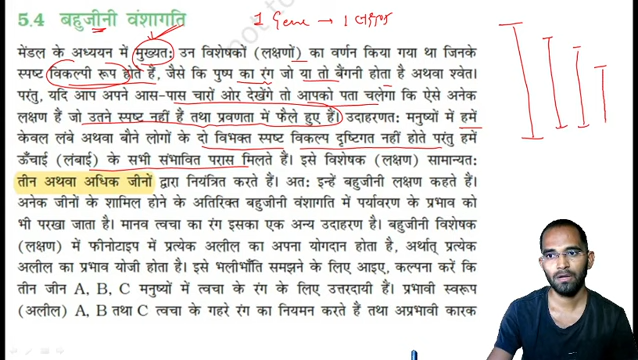 5.4 बहुजीनी वंशागति
1 Gene → 1 लक्षण
मेंडल के अध्ययन में मुख्यत: उन विशेषकों (लक्षणों) का वर्णन किया गया था जिनके
स्पष्ट विकल्पी रूप होते हैं, जैसे कि पुष्प का रंग जो या तो बैंगनी होता है अथवा श्वेत।
परंतु, यदि आप अपने आस-पास चारों ओर देखेंगे तो आपको पता चलेगा कि ऐसे अनेक
लक्षण हैं जो उतने स्पष्ट नहीं हैं तथा प्रवणता में फैले हुए हैं। उदाहरणत: मनुष्यों में हमें
केवल लंबे अथवा बौने लोगों के दो विभक्त स्पष्ट विकल्प दृष्टिगत नहीं होते परंतु हमें
ऊँचाई (लंबाई) के सभी संभावित परास मिलते हैं। इसे विशेषक (लक्षण) सामान्यत:
तीन अथवा अधिक जीनों द्वारा नियंत्रित करते हैं। अत: इन्हें बहुजीनी लक्षण कहते हैं।
अनेक जीनों के शामिल होने के अतिरिक्त बहुजीनी वंशागति में पर्यावरण के प्रभाव को
भी परखा जाता है। मानव त्वचा का रंग इसका एक अन्य उदाहरण है। बहुजीनी विशेषक
(लक्षण) में फीनोटाइप में प्रत्येक अलील का अपना योगदान होता है, अर्थात् प्रत्येक
अलील का प्रभाव योजी होता है। इसे भलीभाँति समझने के लिए आइए, कल्पना करें कि
तीन जीन A, B, C मनुष्यों में त्वचा के रंग के लिए उत्तरदायी हैं। प्रभावी स्वरूप
(अलील) A, B तथा C त्वचा के गहरे रंग का नियमन करते हैं तथा अप्रभावी कारक